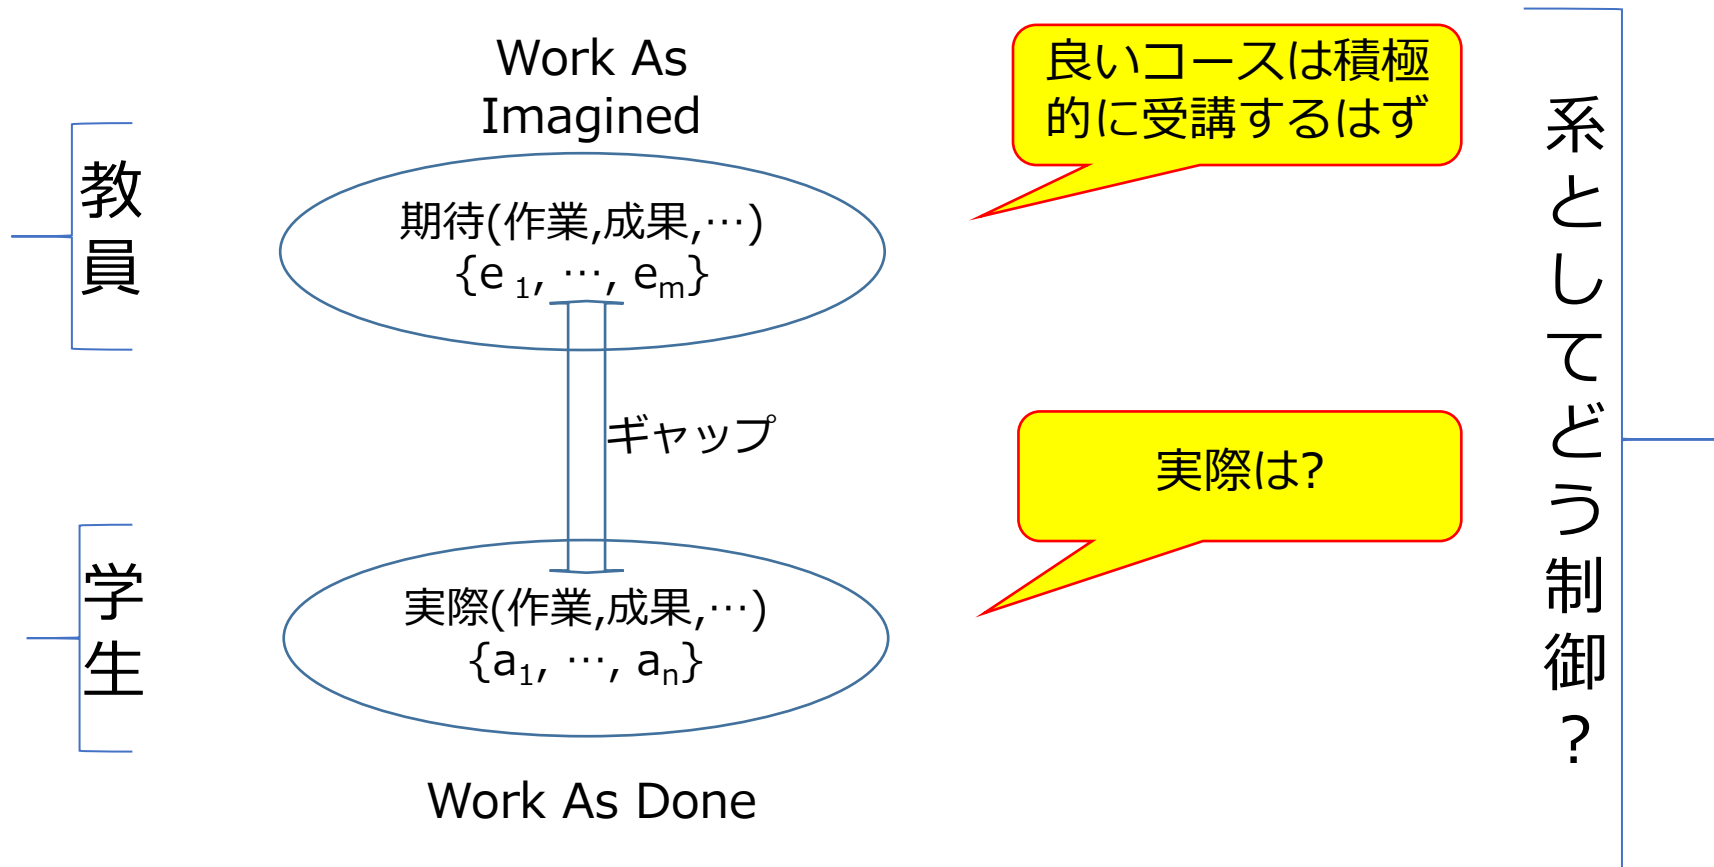 教員
Work As
Imagined
期待(作業,成果,…)
{e 1, …, em}
良いコースは積極
的に受講するはず
ギャップ
学生
実際(作業,成果,…)
{a1, …, an}
Work As Done
実際は?
系としてどう制御?